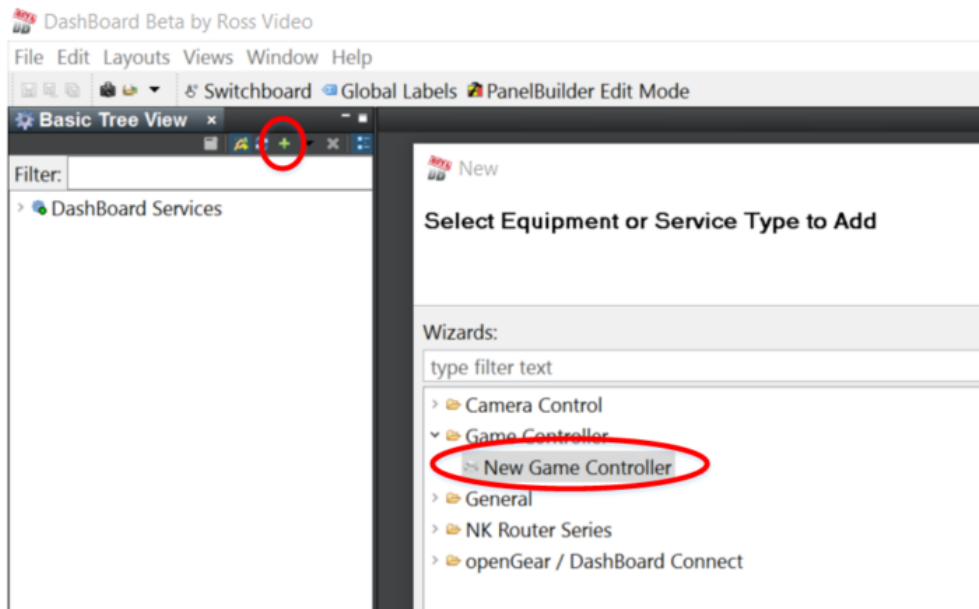 DashBoard Beta by Ross Video
File Edit Layouts Views Window Help
Switchboard Global Labels PanelBuilder Edit Mode
Basic Tree View
Filter:
DashBoard Services
New
Select Equipment or Service Type to Add
Wizards:
type filter text
Camera Control
Game Controller
New Game Controller
General
NK Router Series
openGear / DashBoard Connect